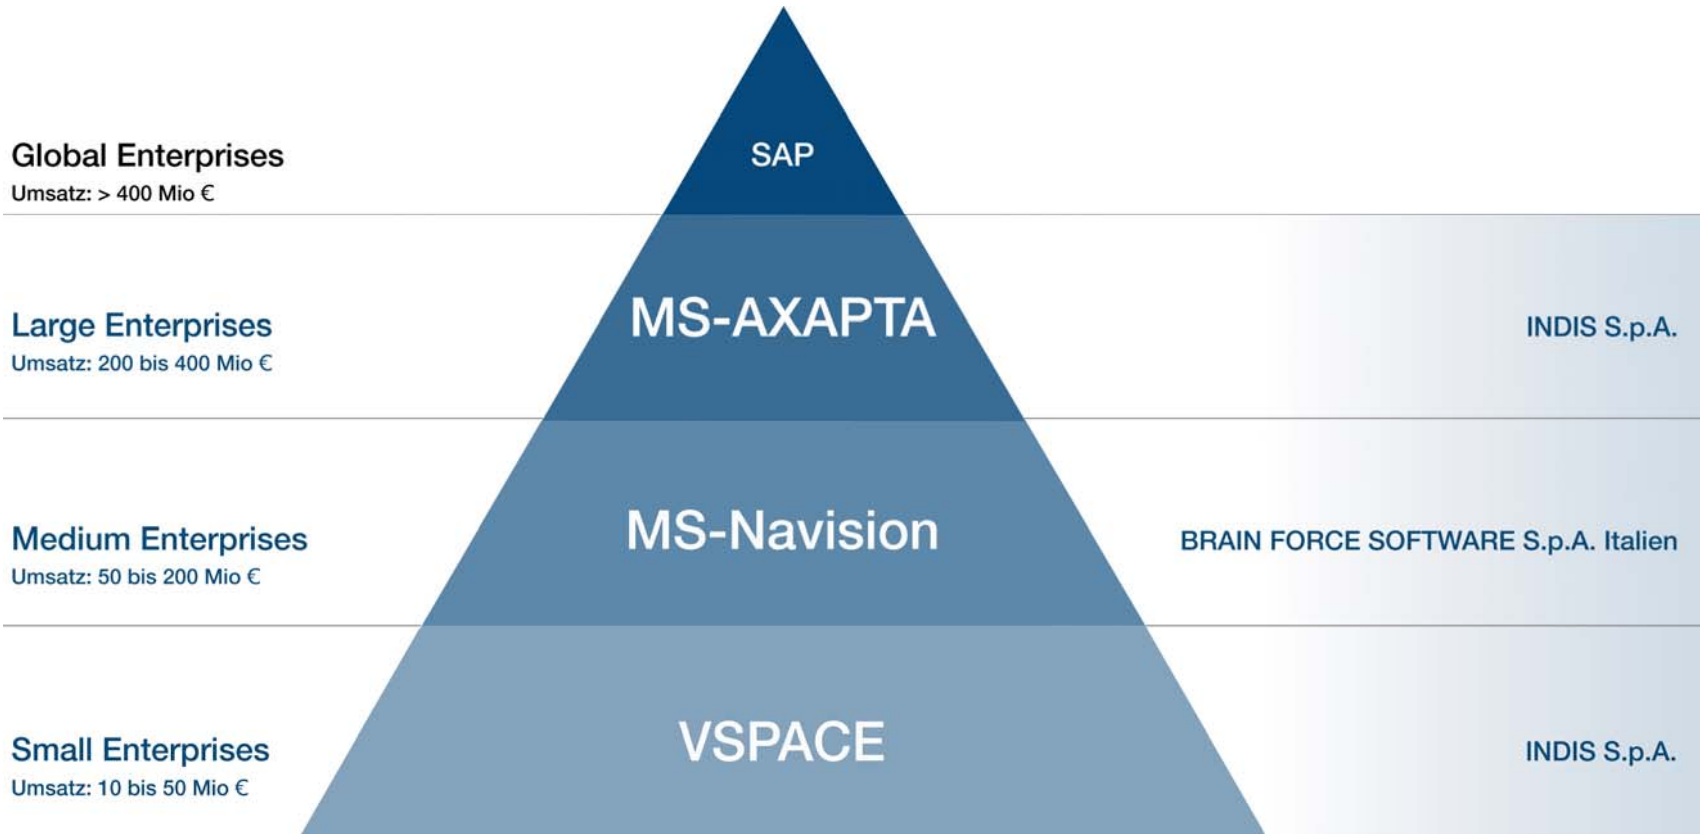 Global Enterprises
Umsatz: > 400 Mio €
SAP
Large Enterprises
Umsatz: 200 bis 400 Mio €
MS-AXAPTA
INDIS S.p.A.
Medium Enterprises
Umsatz: 50 bis 200 Mio €
MS-Navision
BRAIN FORCE SOFTWARE S.p.A. Italien
Small Enterprises
Umsatz: 10 bis 50 Mio €
VSPACE
INDIS S.p.A.